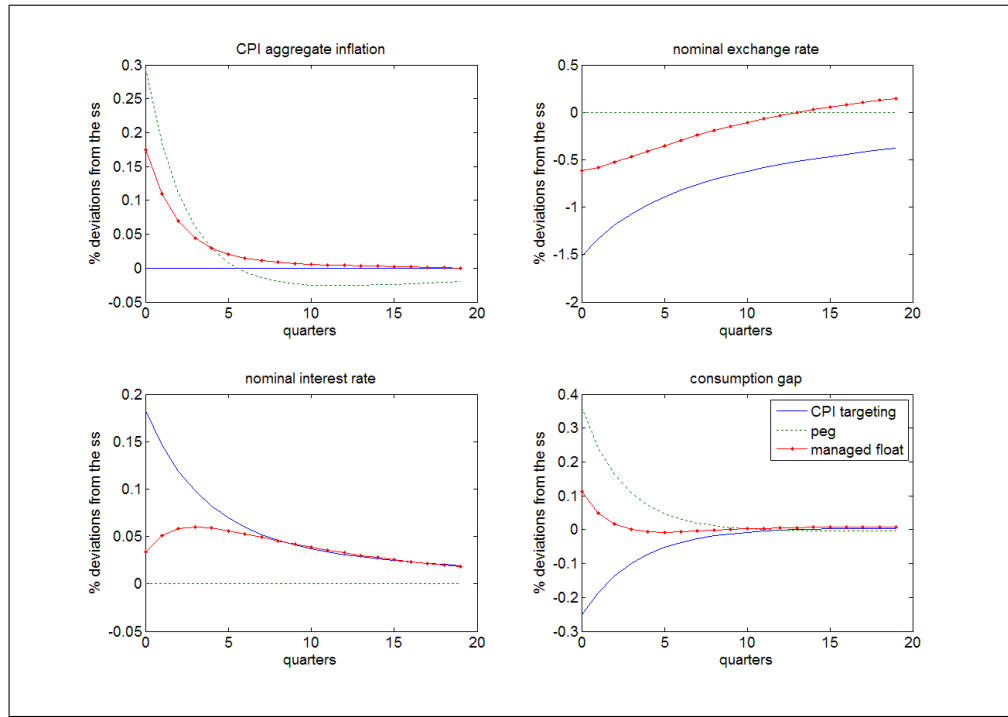 CPI aggregate inflation
% deviations from the ss
0.3
0.25
0.2
0.15
0.1
0.05
0
-0.05
0 5 10 15 20
quarters
nominal exchange rate
% deviations from the ss
0.5
0
-0.5
-1
-1.5
-2
0 5 10 15 20
quarters
nominal interest rate
% deviations from the ss
0.2
0.15
0.1
0.05
0
-0.05
0 5 10 15 20
quarters
consumption gap
% deviations from the ss
0.4
0.3
0.2
0.1
0
-0.1
-0.2
-0.3
0 5 10 15 20
quarters
CPI targeting
peg
managed float